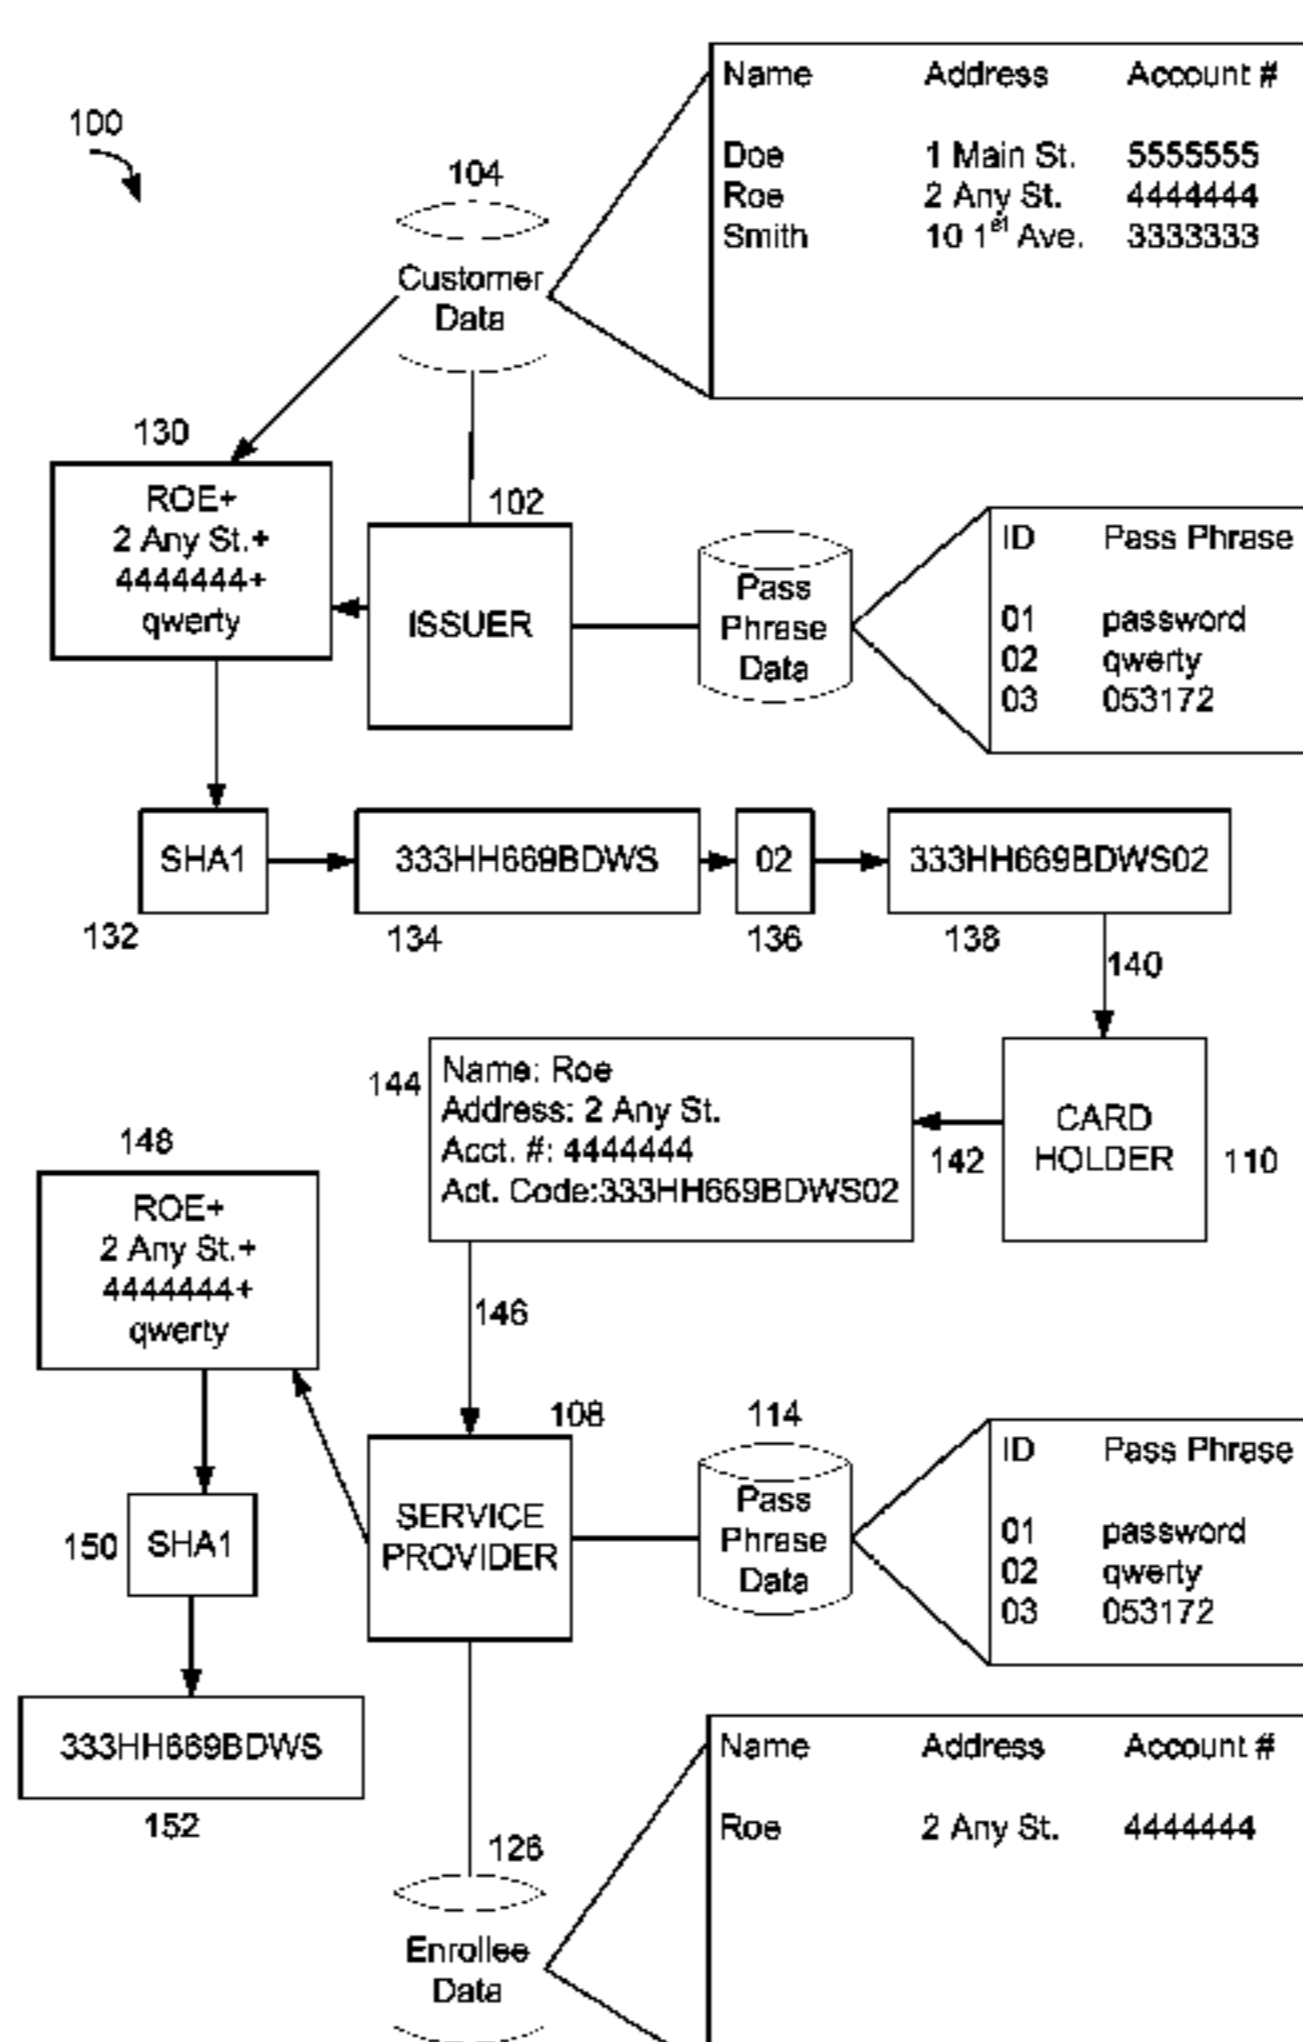 100
104
Customer
Data
Name Address Account #
Doe 1 Main St. 5555555
Roe 2 Any St. 4444444
Smith 10 1st Ave. 3333333
130
ROE+
2 Any St.+
4444444+
qwerty
102
ISSUER
Pass
Phrase
Data
ID Pass Phrase
01 password
02 qwerty
03 053172
SHA1
333HH669BDWS
02
333HH669BDWS02
132
134
136
138
140
144
Name: Roe
Address: 2 Any St.
Acct. #: 4444444
Act. Code:333HH669BDWS02
142
CARD
HOLDER
110
148
ROE+
2 Any St.+
4444444+
qwerty
146
108
SERVICE
PROVIDER
114
Pass
Phrase
Data
ID Pass Phrase
01 password
02 qwerty
03 053172
150
SHA1
333HH669BDWS
152
126
Enrollee
Data
Name Address Account #
Roe 2 Any St. 4444444